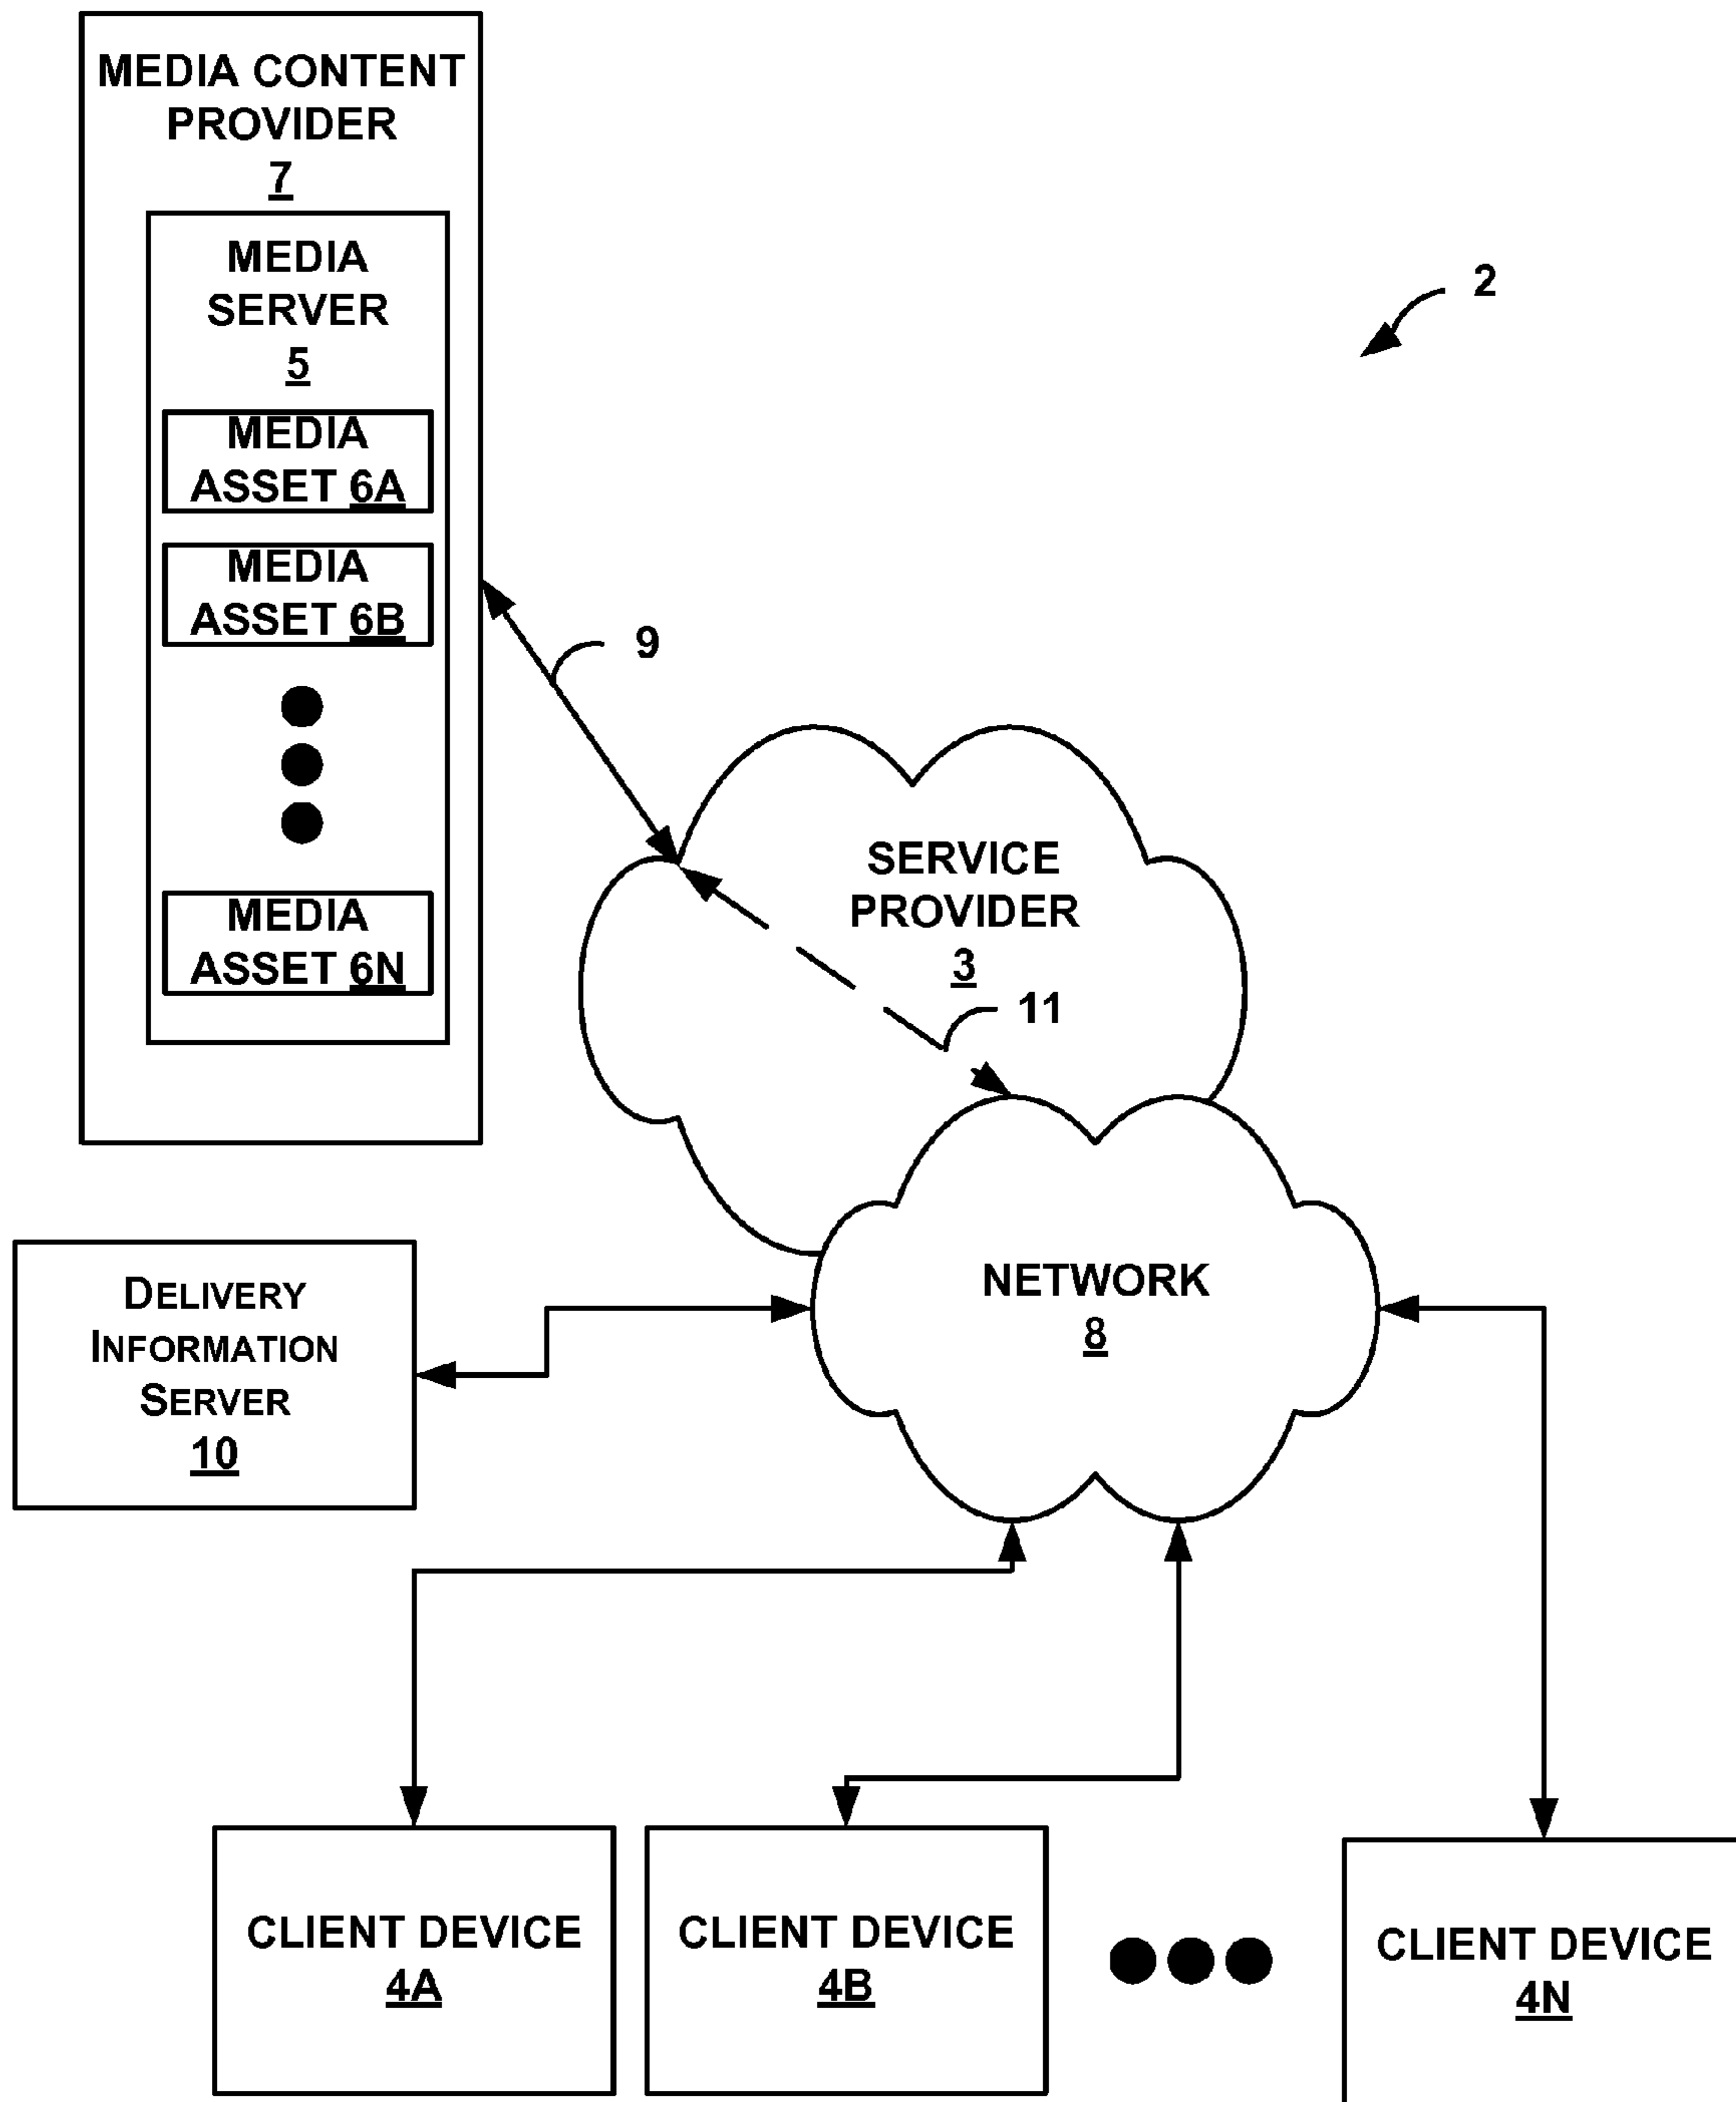 MEDIA CONTENT
PROVIDER
7
MEDIA
SERVER
5
MEDIA
ASSET 6A
MEDIA
ASSET 6B
MEDIA
ASSET 6N
2
9
SERVICE
PROVIDER
3
11
NETWORK
8
DELIVERY
INFORMATION
SERVER
10
CLIENT DEVICE
4A
CLIENT DEVICE
4B
CLIENT DEVICE
4N